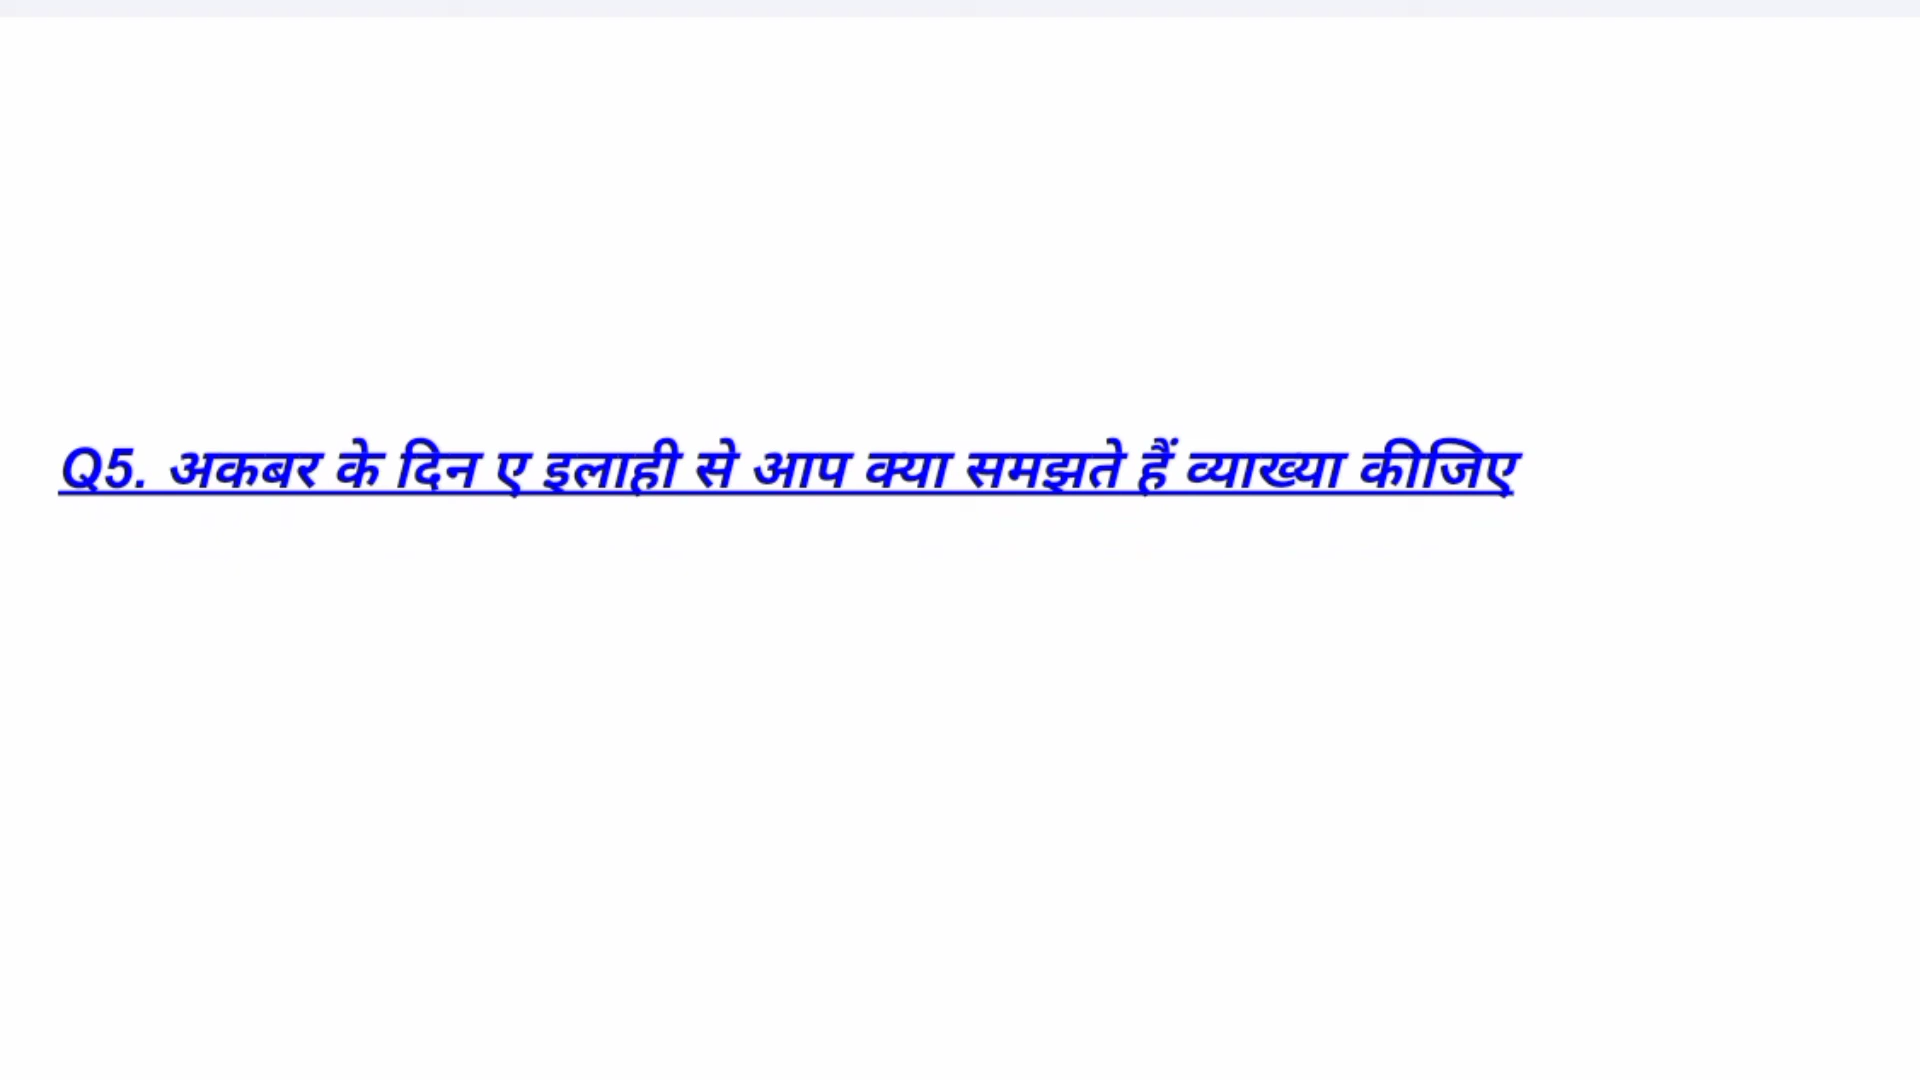 Q5. अकबर के दिन ए इलाही से आप क्या समझते हैं व्याख्या कीजिए